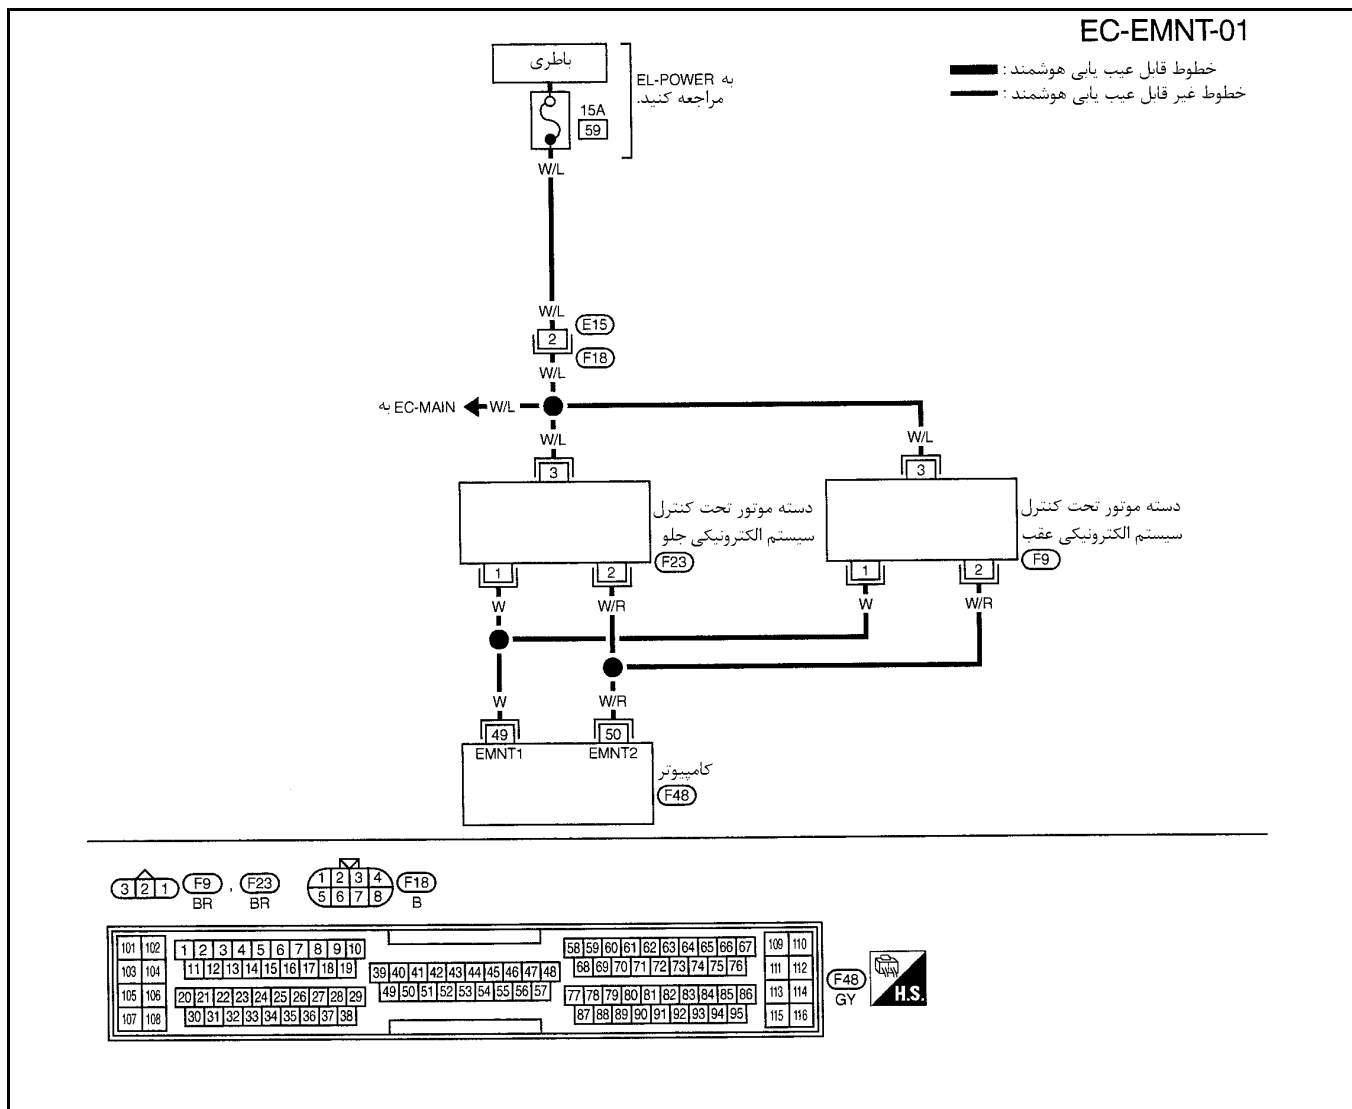 EC-EMNT-01
خطوط قابل عیب یابی هوشمند :
خطوط غیر قابل عیب یابی هوشمند :
باطری
به EL-POWER
مراجعه کنید.
15A
59
W/L
W/L
E15
2
F18
W/L
به EC-MAIN
W/L
W/L
W/L
3
3
دسته موتور تحت کنترل
سیستم الکترونیکی جلو
F23
دسته موتور تحت کنترل
سیستم الکترونیکی عقب
F9
1
2
1
2
W
W/R
W
W/R
W
W/R
49
50
EMNT1
EMNT2
کامپیوتر
F48
3 2 1
F9 , F23
BR BR
1 2 3 4
5 6 7 8
F18
B
101 102
103 104
105 106
107 108
1 2 3 4 5 6 7 8 9 10
11 12 13 14 15 16 17 18 19
20 21 22 23 24 25 26 27 28 29
30 31 32 33 34 35 36 37 38
39 40 41 42 43 44 45 46 47 48
49 50 51 52 53 54 55 56 57
58 59 60 61 62 63 64 65 66 67
68 69 70 71 72 73 74 75 76
77 78 79 80 81 82 83 84 85 86
87 88 89 90 91 92 93 94 95
109 110
111 112
113 114
115 116
F48
GY
H.S.